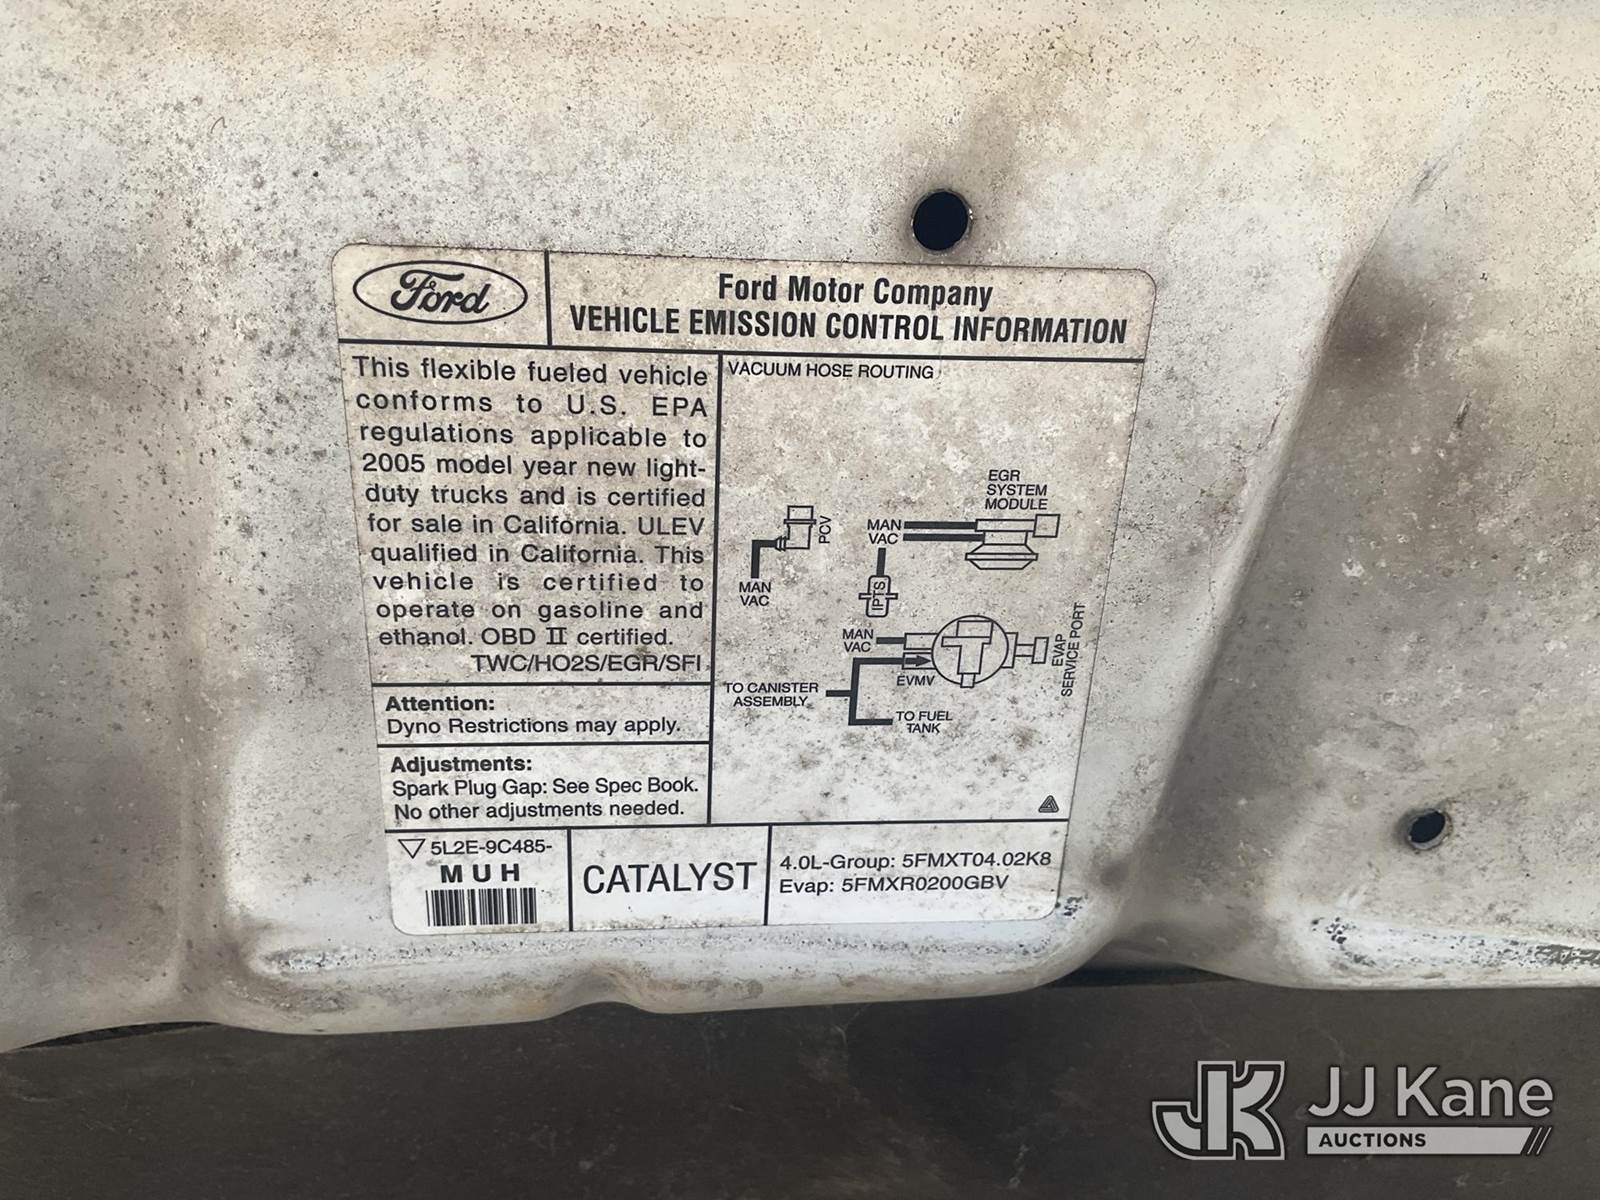 Ford
Ford Motor Company
VEHICLE EMISSION CONTROL INFORMATION
This flexible fueled vehicle
conforms to U.S. EPA
regulations applicable to
2005 model year new light-
duty trucks and is certified
for sale in California. ULEV
qualified in California. This
vehicle is certified to
operate on gasoline and
ethanol. OBD II certified.
TWC/HO2S/EGR/SFI
Attention:
Dyno Restrictions may apply.
Adjustments:
Spark Plug Gap: See Spec Book.
No other adjustments needed.
VACUUM HOSE ROUTING
EGR
SYSTEM
MODULE
PCV
MAN
VAC
MAN
VAC
IPTS
MAN
VAC
EVAP
SERVICE PORT
EVMV
TO CANISTER
ASSEMBLY
TO FUEL
TANK
5L2E-9C485-
MUH
CATALYST
4.0L-Group: 5FMXT04.02K8
Evap: 5FMXR0200GBV
JK
JJ Kane
AUCTIONS